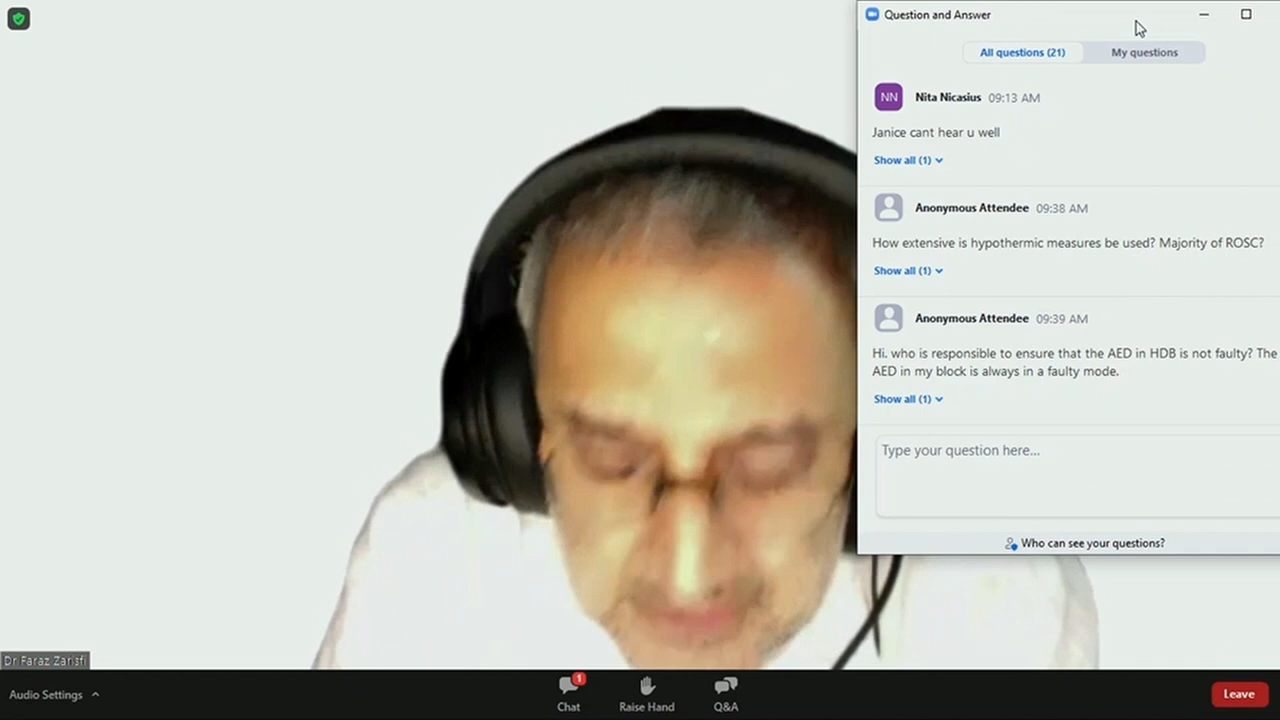 Question and Answer
All questions (21)
My questions
NN
Nita Nicasius 09:13 AM
Janice cant hear u well
Show all (1)
Anonymous Attendee 09:38 AM
How extensive is hypothermic measures be used? Majority of ROSC?
Show all (1)
Anonymous Attendee 09:39 AM
Hi. who is responsible to ensure that the AED in HDB is not faulty? The
AED in my block is always in a faulty mode.
Show all (1)
Type your question here...
Who can see your questions?
Dr Faraz Zarisfi
Audio Settings
1
Chat
Raise Hand
Q&A
Leave